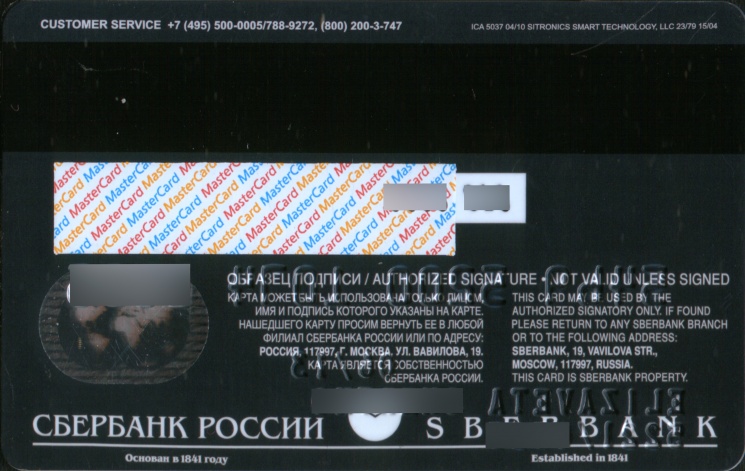 CUSTOMER SERVICE +7 (495) 500-0005/788-9272, (800) 200-3-747
ICA 5037 04/10 SITRONICS SMART TECHNOLOGY, LLC 23/79 15/04
MasterCard MasterCard MasterCard MasterCard
ОБРАЗЕЦ ПОДПИСИ / AUTHORIZED SIGNATURE • NOT VALID UNLESS SIGNED
КАРТА МОЖЕТ БЫТЬ ИСПОЛЬЗОВАНА ТОЛЬКО ЛИЦОМ,
ИМЯ И ПОДПИСЬ КОТОРОГО УКАЗАНЫ НА КАРТЕ.
НАШЕДШЕГО КАРТУ ПРОСИМ ВЕРНУТЬ ЕЕ В ЛЮБОЙ
ФИЛИАЛ СБЕРБАНКА РОССИИ ИЛИ ПО АДРЕСУ:
РОССИЯ, 117997, Г. МОСКВА, УЛ. ВАВИЛОВА, 19.
КАРТА ЯВЛЯЕТСЯ СОБСТВЕННОСТЬЮ
СБЕРБАНКА РОССИИ.
THIS CARD MAY BE USED BY THE
AUTHORIZED SIGNATORY ONLY. IF FOUND
PLEASE RETURN TO ANY SBERBANK BRANCH
OR TO THE FOLLOWING ADDRESS:
SBERBANK, 19, VAVILOVA STR.,
MOSCOW, 117997, RUSSIA.
THIS CARD IS SBERBANK PROPERTY.
ELIZAVETA
СБЕРБАНК РОССИИ SBERBANK
Основан в 1841 году
Established in 1841